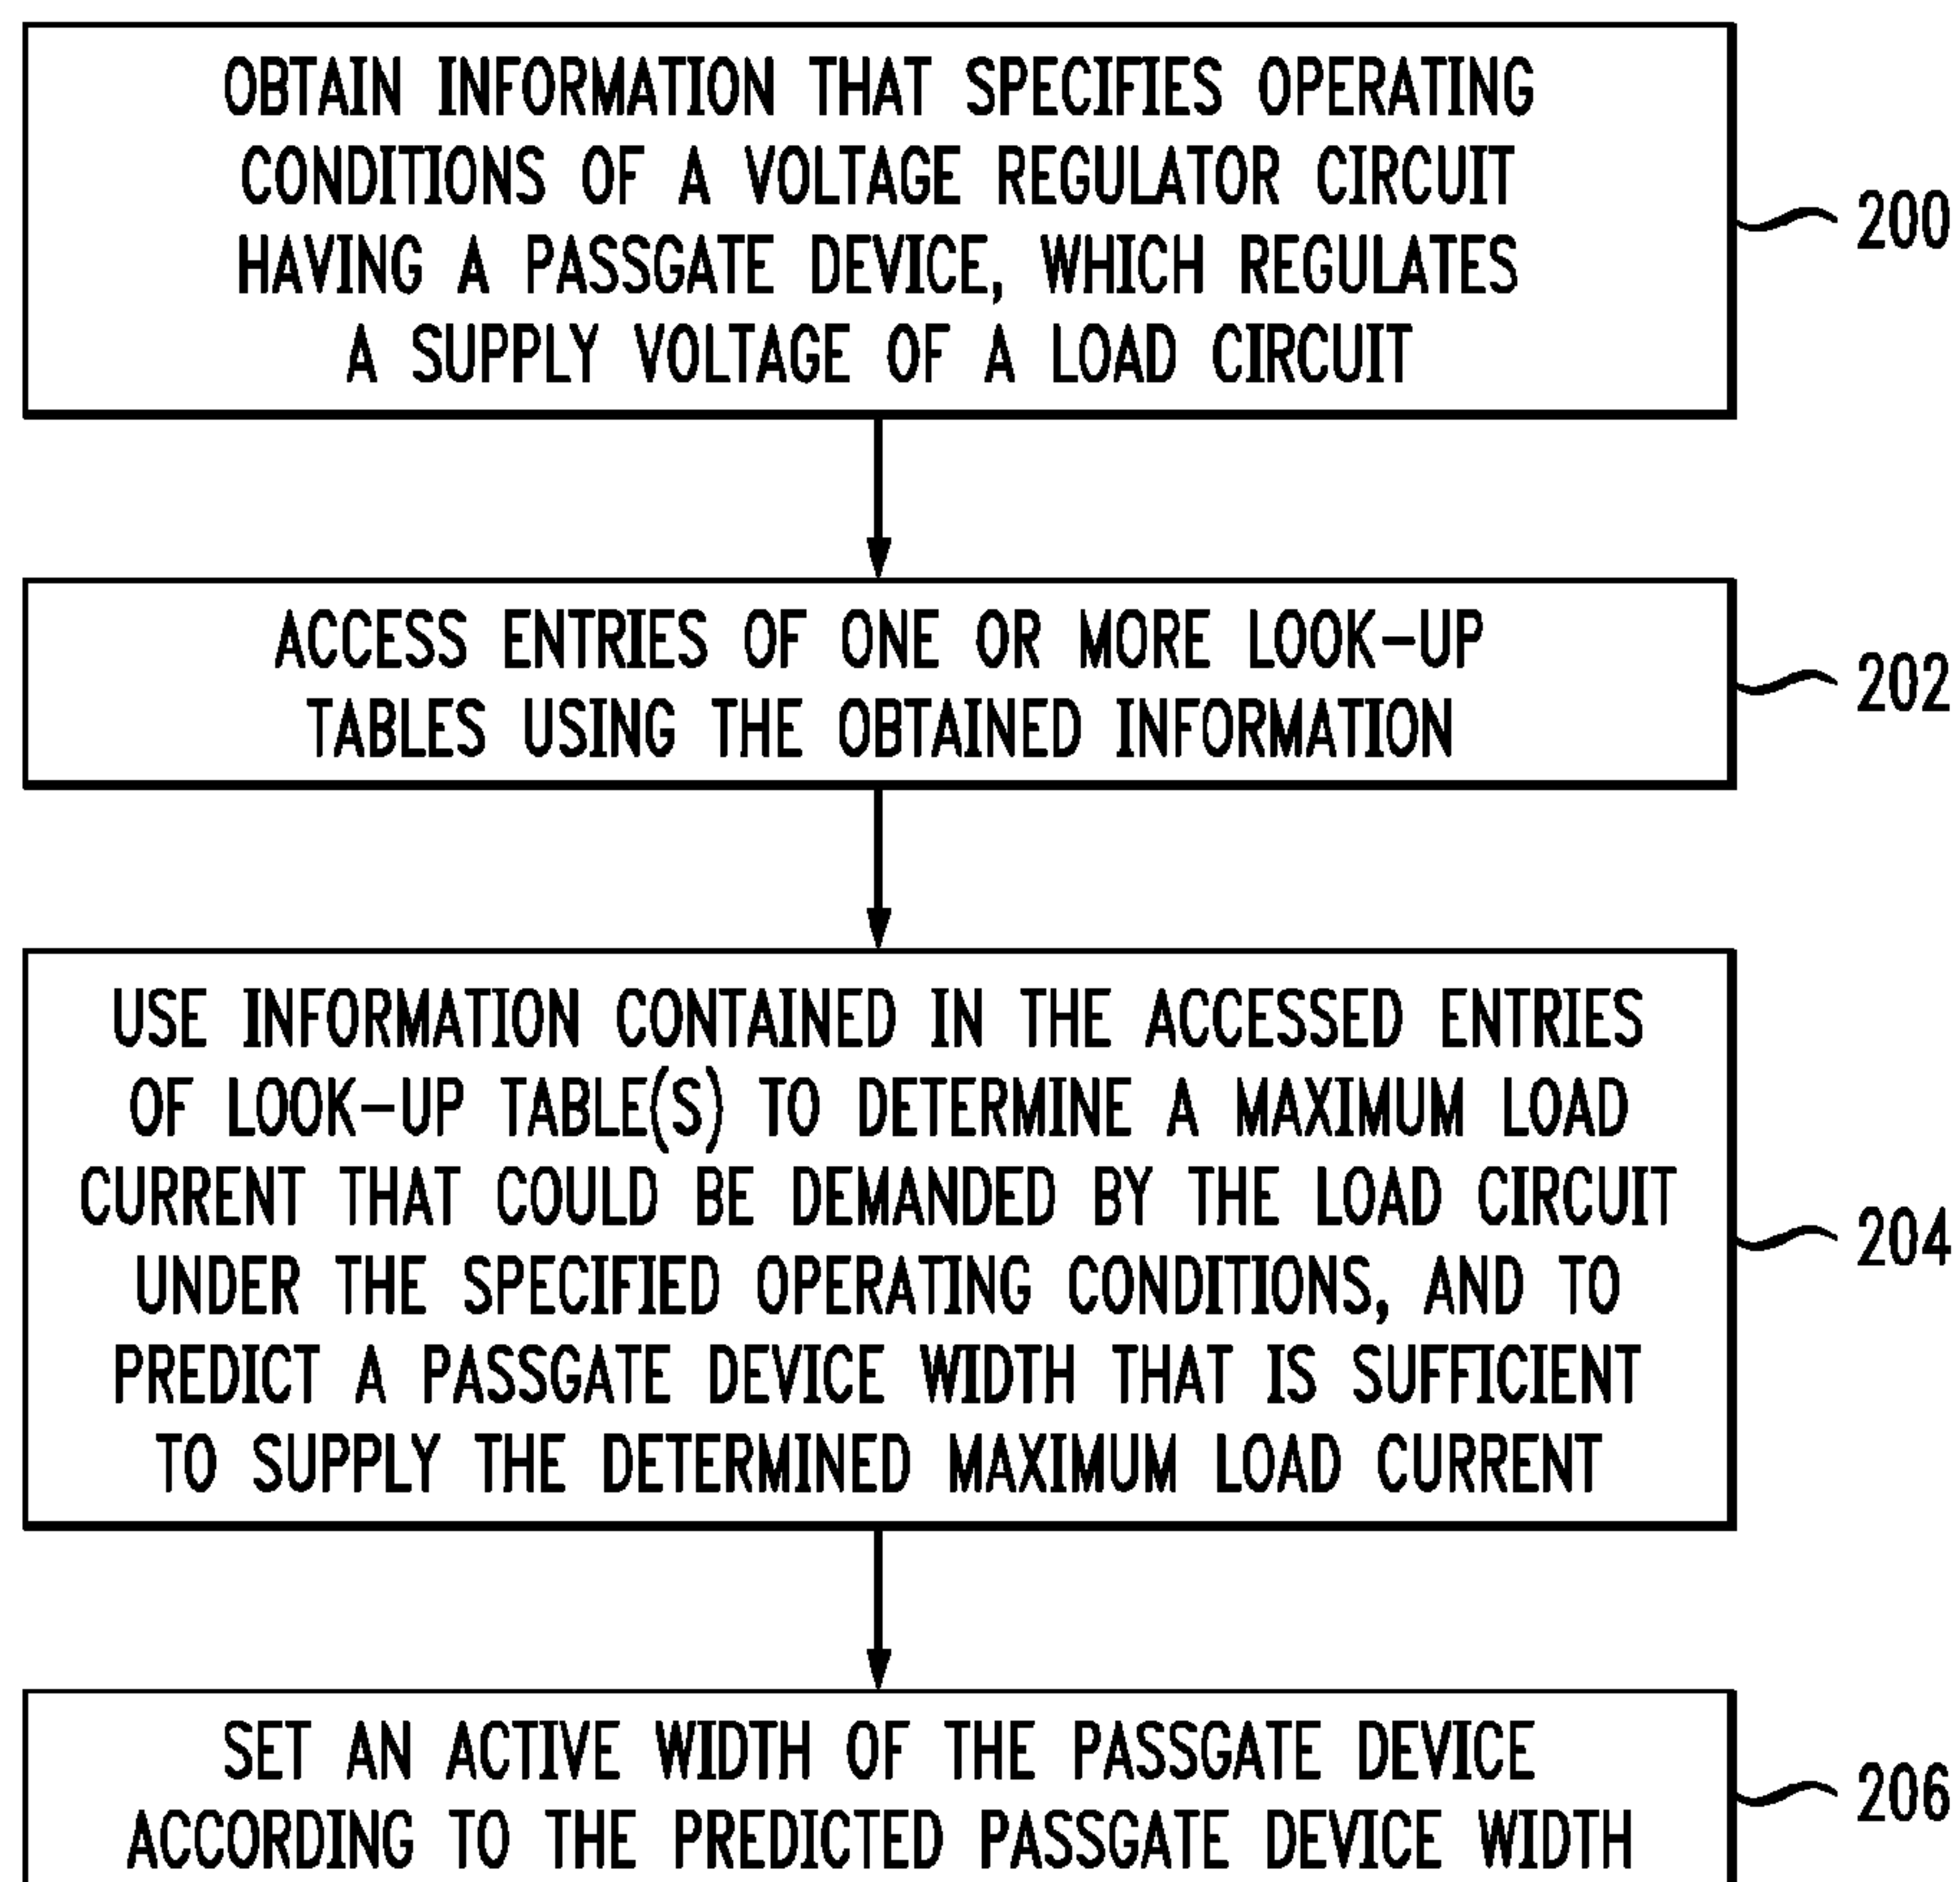 OBTAIN INFORMATION THAT SPECIFIES OPERATING
CONDITIONS OF A VOLTAGE REGULATOR CIRCUIT
HAVING A PASSGATE DEVICE, WHICH REGULATES
A SUPPLY VOLTAGE OF A LOAD CIRCUIT
200
ACCESS ENTRIES OF ONE OR MORE LOOK-UP
TABLES USING THE OBTAINED INFORMATION
202
USE INFORMATION CONTAINED IN THE ACCESSED ENTRIES
OF LOOK-UP TABLE(S) TO DETERMINE A MAXIMUM LOAD
CURRENT THAT COULD BE DEMANDED BY THE LOAD CIRCUIT
UNDER THE SPECIFIED OPERATING CONDITIONS, AND TO
PREDICT A PASSGATE DEVICE WIDTH THAT IS SUFFICIENT
TO SUPPLY THE DETERMINED MAXIMUM LOAD CURRENT
204
SET AN ACTIVE WIDTH OF THE PASSGATE DEVICE
ACCORDING TO THE PREDICTED PASSGATE DEVICE WIDTH
206